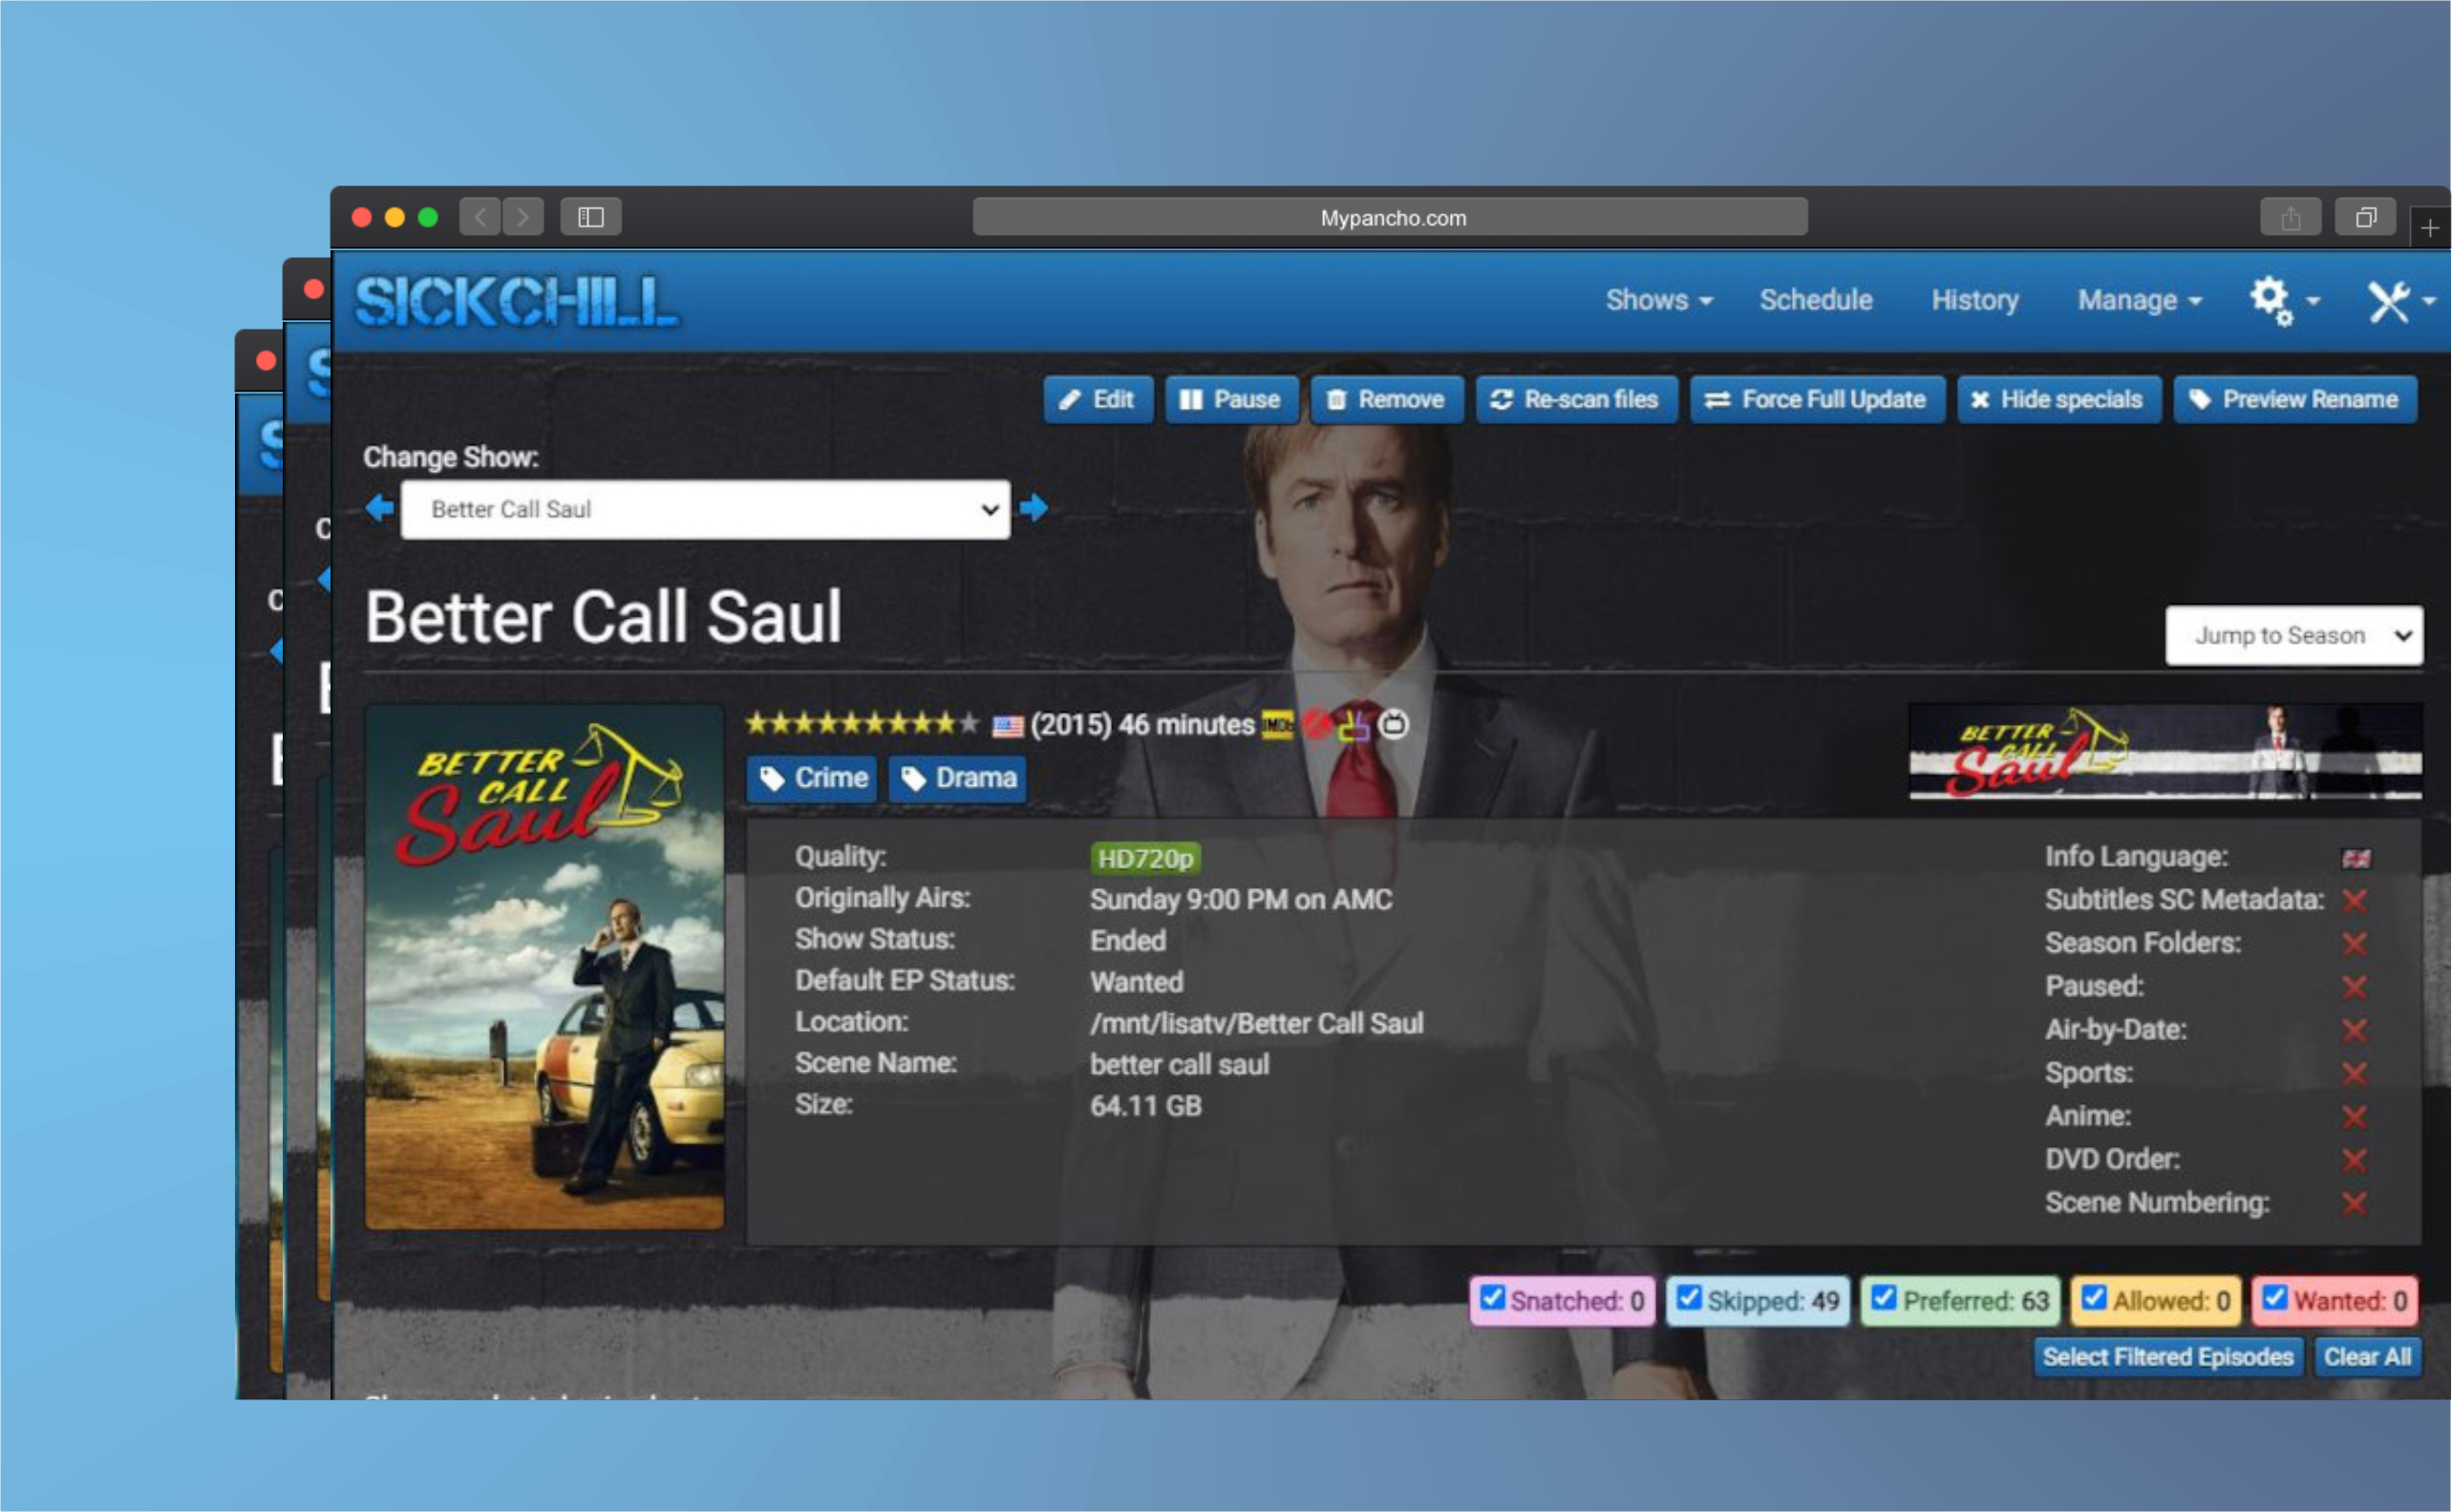 Mypancho.com
SICKCHILL
Shows
Schedule
History
Manage
Edit
Pause
Remove
Re-scan files
Force Full Update
Hide specials
Preview Rename
Change Show:
Better Call Saul
Better Call Saul
Jump to Season
BETTER
CALL
Saul
(2015) 46 minutes IMDb
Crime
Drama
BETTER
CALL
Saul
Quality: HD720p
Originally Airs: Sunday 9:00 PM on AMC
Show Status: Ended
Default EP Status: Wanted
Location: /mnt/lisatv/Better Call Saul
Scene Name: better call saul
Size: 64.11 GB
Info Language:
Subtitles SC Metadata:
Season Folders:
Paused:
Air-by-Date:
Sports:
Anime:
DVD Order:
Scene Numbering:
Snatched: 0
Skipped: 49
Preferred: 63
Allowed: 0
Wanted: 0
Select Filtered Episodes
Clear All